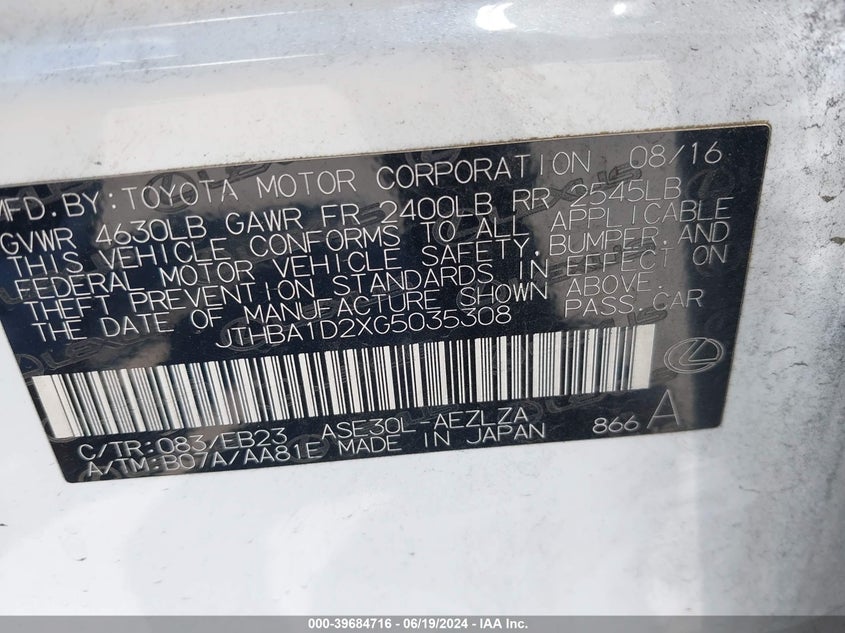 MFD. BY: TOYOTA MOTOR CORPORATION 08/16
GVWR 4630LB GAWR FR 2400LB RR 2545LB
THIS VEHICLE CONFORMS TO ALL APPLICABLE
FEDERAL MOTOR VEHICLE SAFETY, BUMPER, AND
THEFT PREVENTION STANDARDS IN EFFECT ON
THE DATE OF MANUFACTURE SHOWN ABOVE.
JTHBA1D2XG5035308 PASS. CAR
C/TR: 083/EB23 ASE30L-AEZLZA
A/TM: B07A/AA81E MADE IN JAPAN 866 A
000-39684716 - 06/19/2024 - IAA Inc.